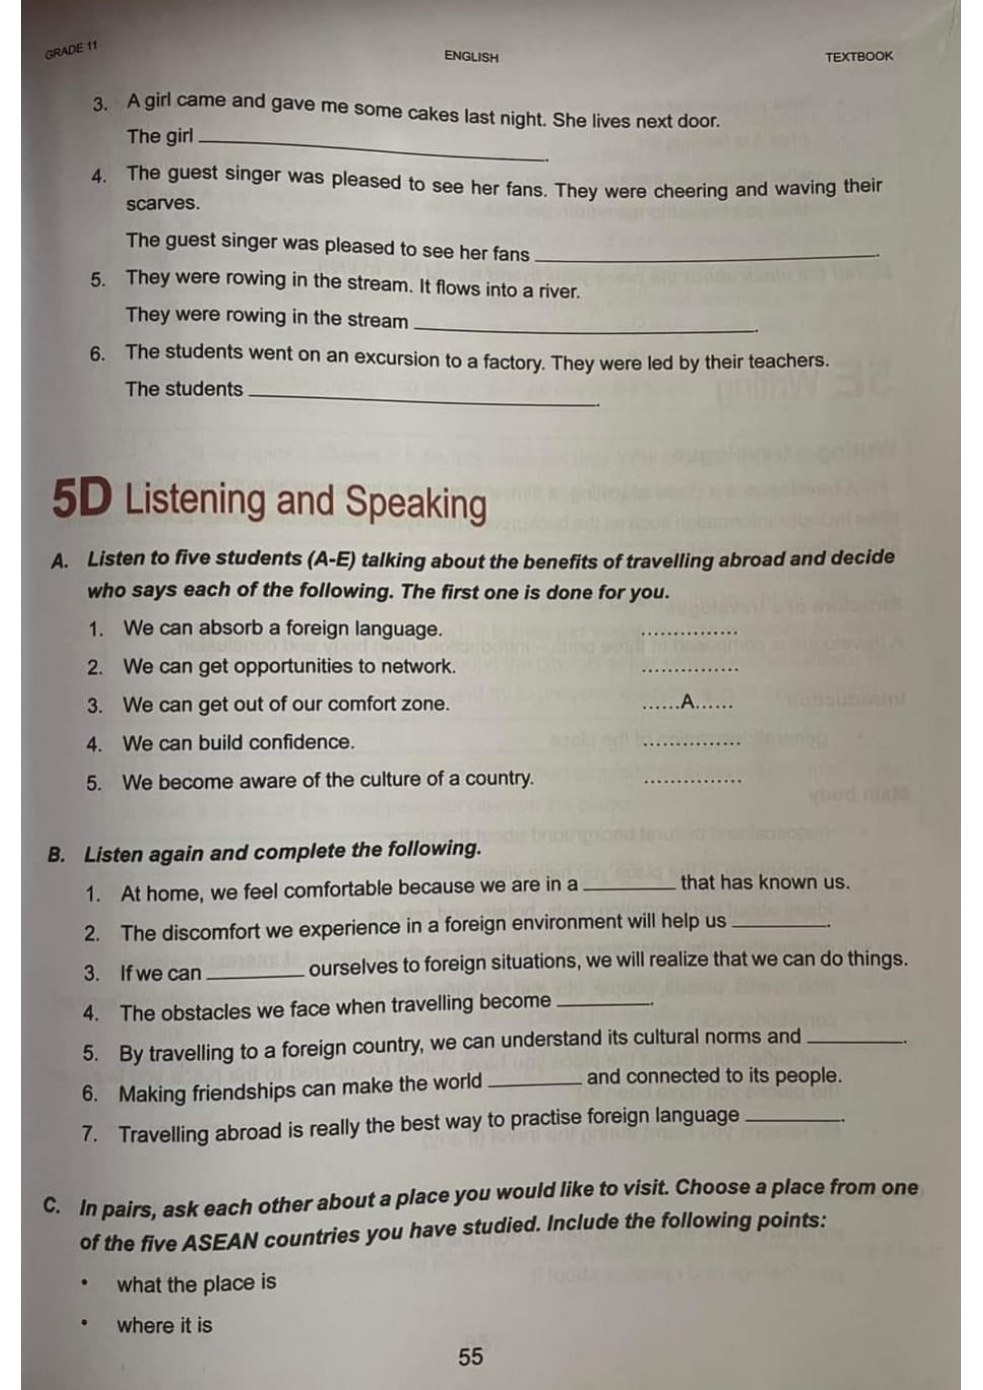 GRADE 11 ENGLISH TEXTBOOK
3. A girl came and gave me some cakes last night. She lives next door.
The girl ______________.
4. The guest singer was pleased to see her fans. They were cheering and waving their
scarves.
The guest singer was pleased to see her fans ______________.
5. They were rowing in the stream. It flows into a river.
They were rowing in the stream ______________.
6. The students went on an excursion to a factory. They were led by their teachers.
The students ______________.
5D Listening and Speaking
A. Listen to five students (A-E) talking about the benefits of travelling abroad and decide
who says each of the following. The first one is done for you.
1. We can absorb a foreign language. ...............
2. We can get opportunities to network. ...............
3. We can get out of our comfort zone. ......A......
4. We can build confidence. ...............
5. We become aware of the culture of a country. ...............
B. Listen again and complete the following.
1. At home, we feel comfortable because we are in a ________ that has known us.
2. The discomfort we experience in a foreign environment will help us ________.
3. If we can ________ ourselves to foreign situations, we will realize that we can do things.
4. The obstacles we face when travelling become ________.
5. By travelling to a foreign country, we can understand its cultural norms and ________.
6. Making friendships can make the world ________ and connected to its people.
7. Travelling abroad is really the best way to practise foreign language ________.
C. In pairs, ask each other about a place you would like to visit. Choose a place from one
of the five ASEAN countries you have studied. Include the following points:
• what the place is
• where it is
55